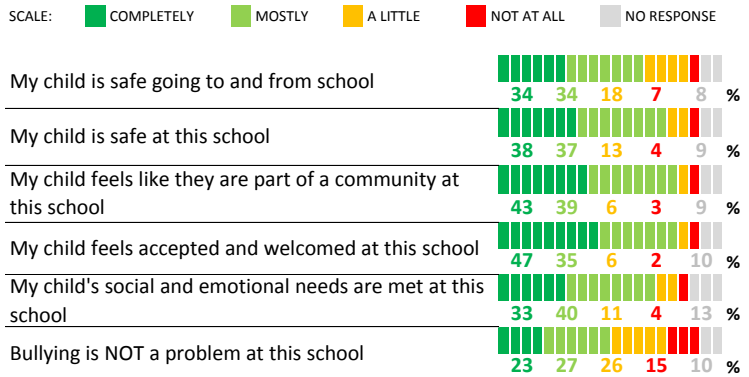 SCALE: COMPLETELY MOSTLY A LITTLE NOT AT ALL NO RESPONSE
My child is safe going to and from school
34 34 18 7 8 %
My child is safe at this school
38 37 13 4 9 %
My child feels like they are part of a community at
this school
43 39 6 3 9 %
My child feels accepted and welcomed at this school
47 35 6 2 10 %
My child's social and emotional needs are met at this
school
33 40 11 4 13 %
Bullying is NOT a problem at this school
23 27 26 15 10 %